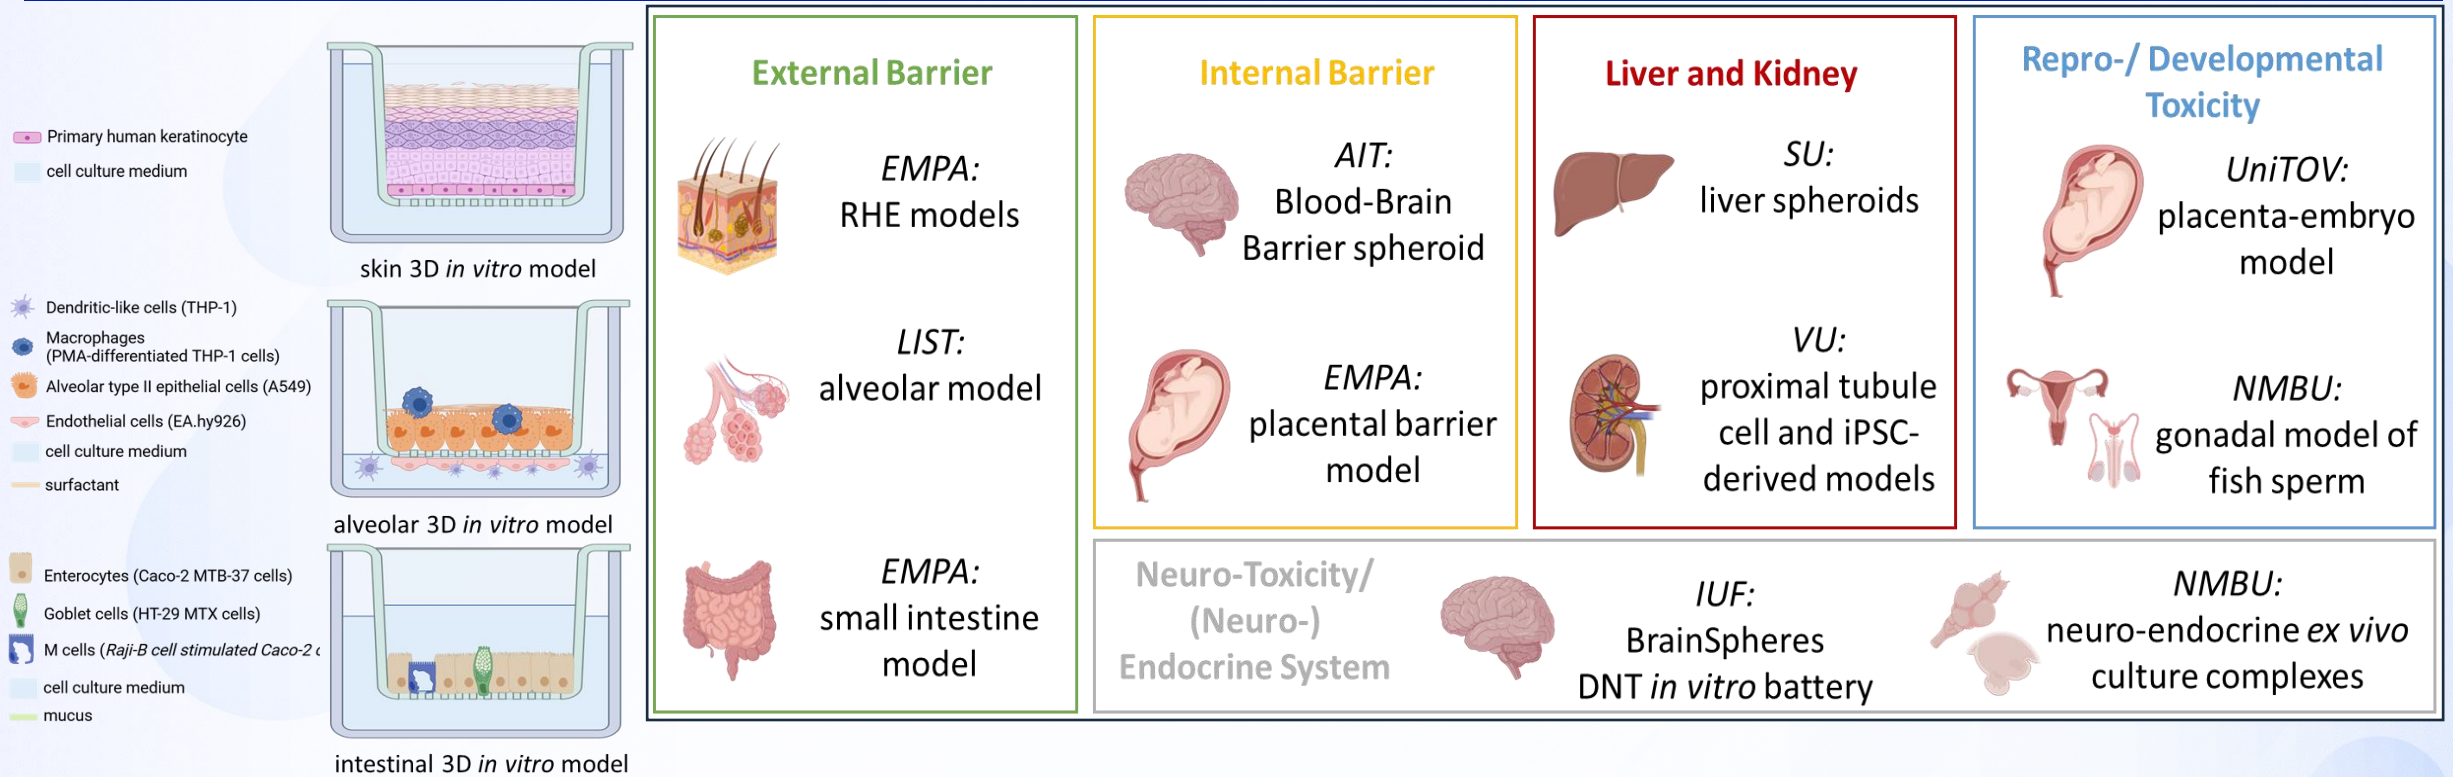 Primary human keratinocyte
cell culture medium
skin 3D in vitro model
Dendritic-like cells (THP-1)
Macrophages
(PMA-differentiated THP-1 cells)
Alveolar type II epithelial cells (A549)
Endothelial cells (EA.hy926)
cell culture medium
surfactant
alveolar 3D in vitro model
Enterocytes (Caco-2 MTB-37 cells)
Goblet cells (HT-29 MTX cells)
M cells (Raji-B cell stimulated Caco-2
cell culture medium
mucus
intestinal 3D in vitro model
External Barrier
EMPA:
RHE models
LIST:
alveolar model
EMPA:
small intestine
model
Internal Barrier
AIT:
Blood-Brain
Barrier spheroid
EMPA:
placental barrier
model
Liver and Kidney
SU:
liver spheroids
VU:
proximal tubule
cell and iPSC-
derived models
Repro-/ Developmental
Toxicity
UniTOV:
placenta-embryo
model
NMBU:
gonadal model of
fish sperm
Neuro-Toxicity/
(Neuro-)
Endocrine System
IUF:
BrainSpheres
DNT in vitro battery
NMBU:
neuro-endocrine ex vivo
culture complexes